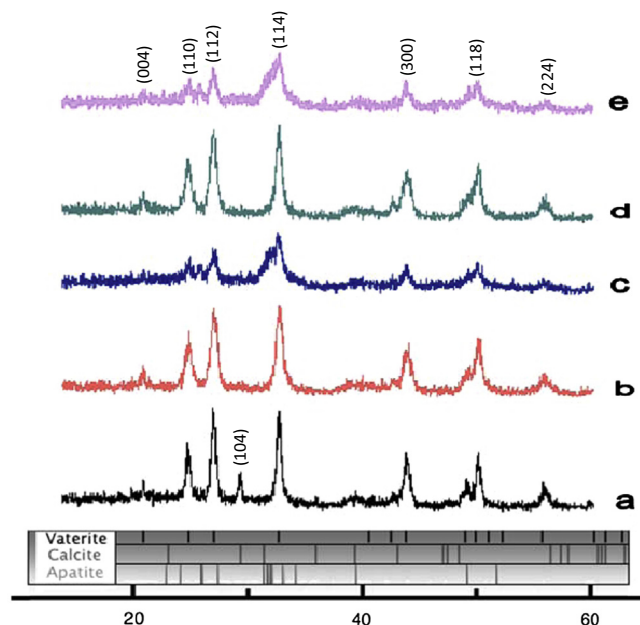 (004)
(110)
(112)
(114)
(300)
(118)
(224)
e
d
c
b
(104)
a
Vaterite
Calcite
Apatite
20 40 60